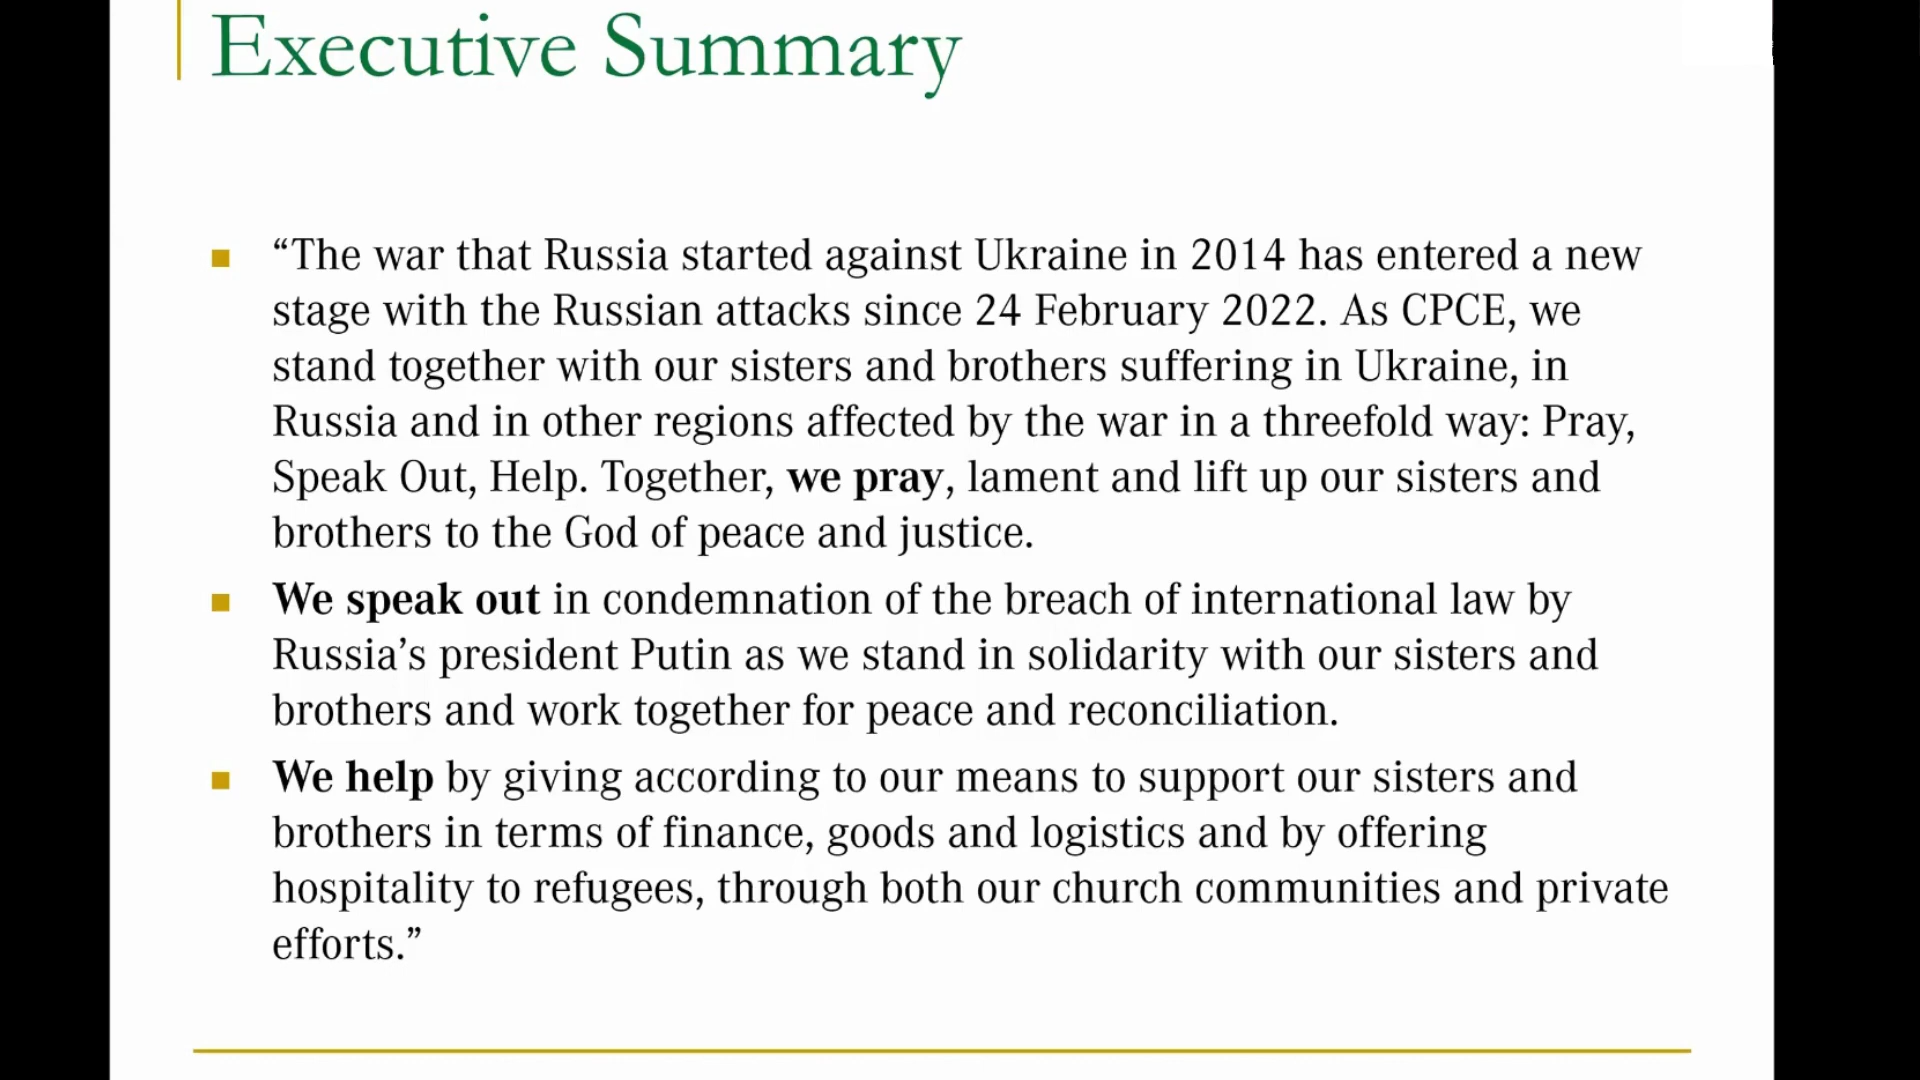 Executive Summary
“The war that Russia started against Ukraine in 2014 has entered a new
stage with the Russian attacks since 24 February 2022. As CPCE, we
stand together with our sisters and brothers suffering in Ukraine, in
Russia and in other regions affected by the war in a threefold way: Pray,
Speak Out, Help. Together, we pray, lament and lift up our sisters and
brothers to the God of peace and justice.
We speak out in condemnation of the breach of international law by
Russia’s president Putin as we stand in solidarity with our sisters and
brothers and work together for peace and reconciliation.
We help by giving according to our means to support our sisters and
brothers in terms of finance, goods and logistics and by offering
hospitality to refugees, through both our church communities and private
efforts.”